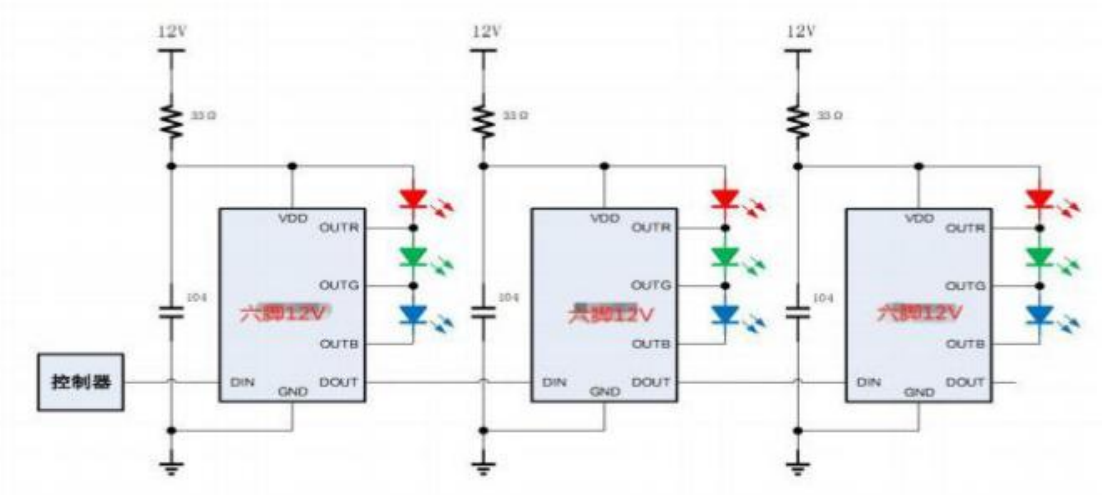 12V
12V
12V
33Ω
33Ω
33Ω
VDD
OUTR
VDD
OUTR
VDD
OUTR
OUTG
OUTG
OUTG
104
六脚12V
104
六脚12V
104
六脚12V
OUTB
OUTB
OUTB
控制器
DIN
DOUT
DIN
DOUT
DIN
DOUT
GND
GND
GND